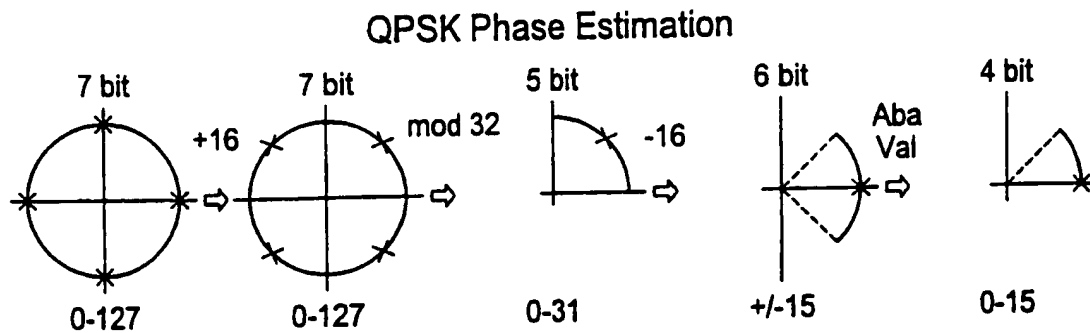 QPSK Phase Estimation
7 bit
7 bit
5 bit
6 bit
4 bit
+16
mod 32
-16
Aba
Val
0-127
0-127
0-31
+/-15
0-15